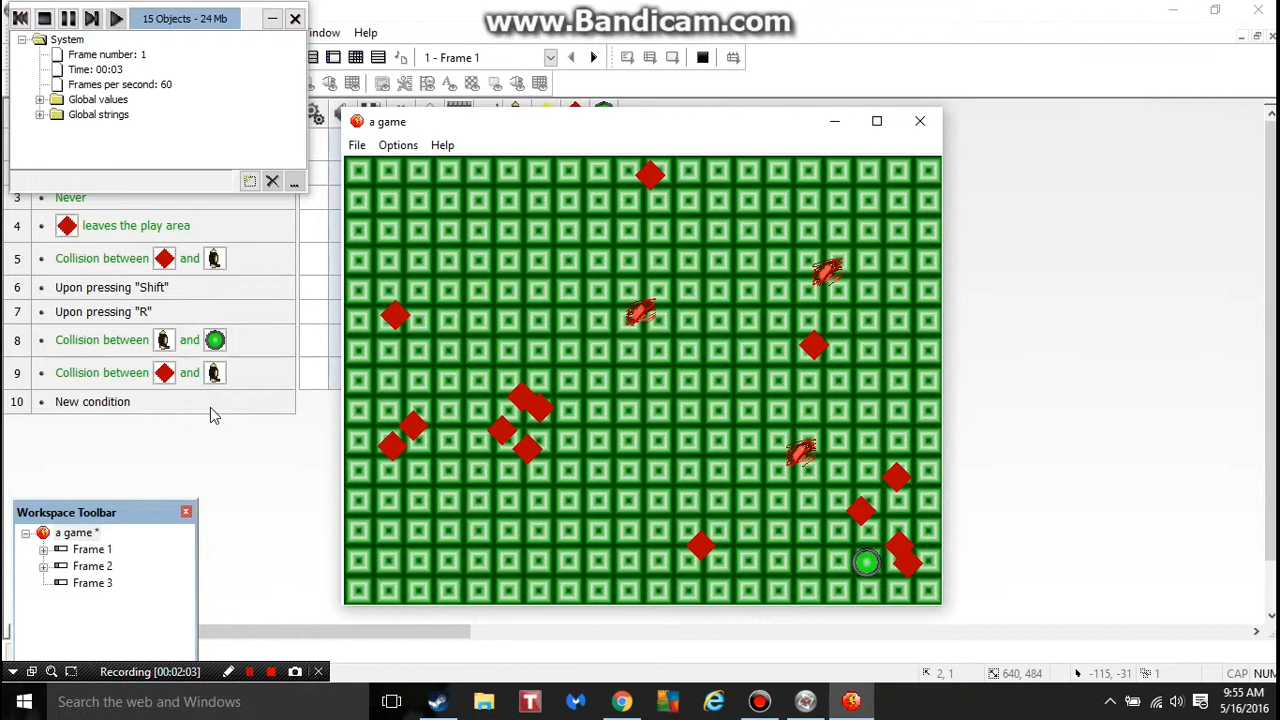 www.Bandicam.com
15 Objects - 24 Mb
System
Frame number: 1
Time: 00:03
Frames per second: 60
Global values
Global strings
Help
1 - Frame 1
a game
File Options Help
3 Never
4 leaves the play area
5 Collision between and
6 Upon pressing "Shift"
7 Upon pressing "R"
8 Collision between and
9 Collision between and
10 New condition
Workspace Toolbar
a game *
Frame 1
Frame 2
Frame 3
Recording [00:02:03]
2, 1
640, 484
-115, -31
1
CAP
Search the web and Windows
9:55 AM
5/16/2016